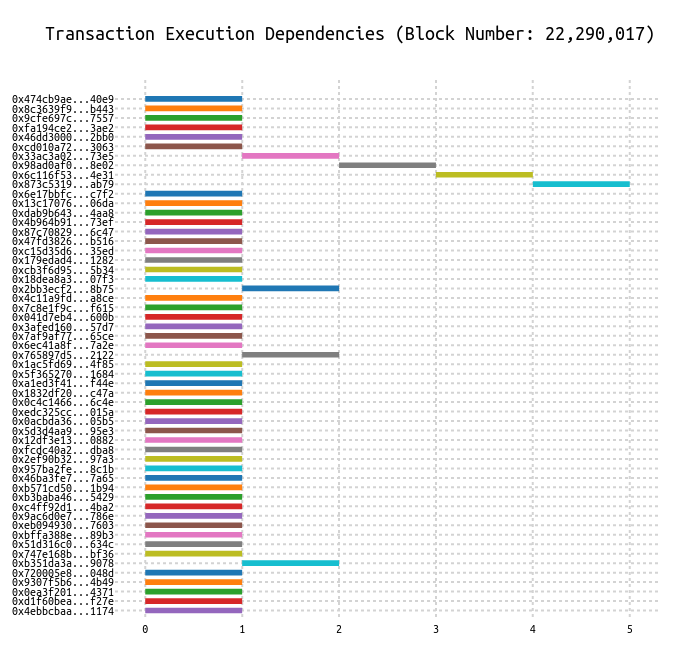 Transaction Execution Dependencies (Block Number: 22,290,017)
0x474cb9ae...40e9
0x8c3639f9...b443
0x9cfe697c...7557
0xfa194ce2...3ae2
0x46dd3000...2bb0
0xcd010a72...3063
0x33ac3a02...73e5
0x98ad0af0...8e02
0x6c116f53...4e31
0x873c5319...ab79
0x6e17bbfc...c7f2
0x13c17076...06da
0xdab9b643...4aa8
0x4b964b91...73ef
0x87c70829...6c47
0x47fd3826...b516
0xc15d35d6...35ed
0x179edad4...1282
0xcb3f6d95...5b34
0x18dea8a3...07f3
0x2bb3ecf2...8b75
0x4c11a9fd...a8ce
0x7c8e1f9c...f615
0x041d7eb4...600b
0x3afed160...57d7
0x7af9af77...65ce
0x6ec41a8f...7a2e
0x765897d5...2122
0x1ac5fd69...4f85
0x5f365270...1684
0xa1ed3f41...f44e
0x1832df20...c47a
0x0c4c1466...6c4e
0xedc325cc...015a
0x0acbda36...05b5
0x5d3d4aa9...95e3
0x12df3e13...0882
0xfcdc40a2...dba8
0x2ef90b32...97a3
0x957ba2fe...8c1b
0x46ba3fe7...7a65
0xb571cd50...1b94
0xb3baba46...5429
0xc4ff92d1...4ba2
0x9ac6d0e7...786e
0xeb094930...7603
0xbffa388e...89b3
0x51d316c0...634c
0x747e168b...bf36
0xb351da3a...9078
0x720005e8...048d
0x9307f5b6...4b49
0x0ea3f201...4371
0xd1f60bea...f27e
0x4ebbcbaa...1174
0 1 2 3 4 5